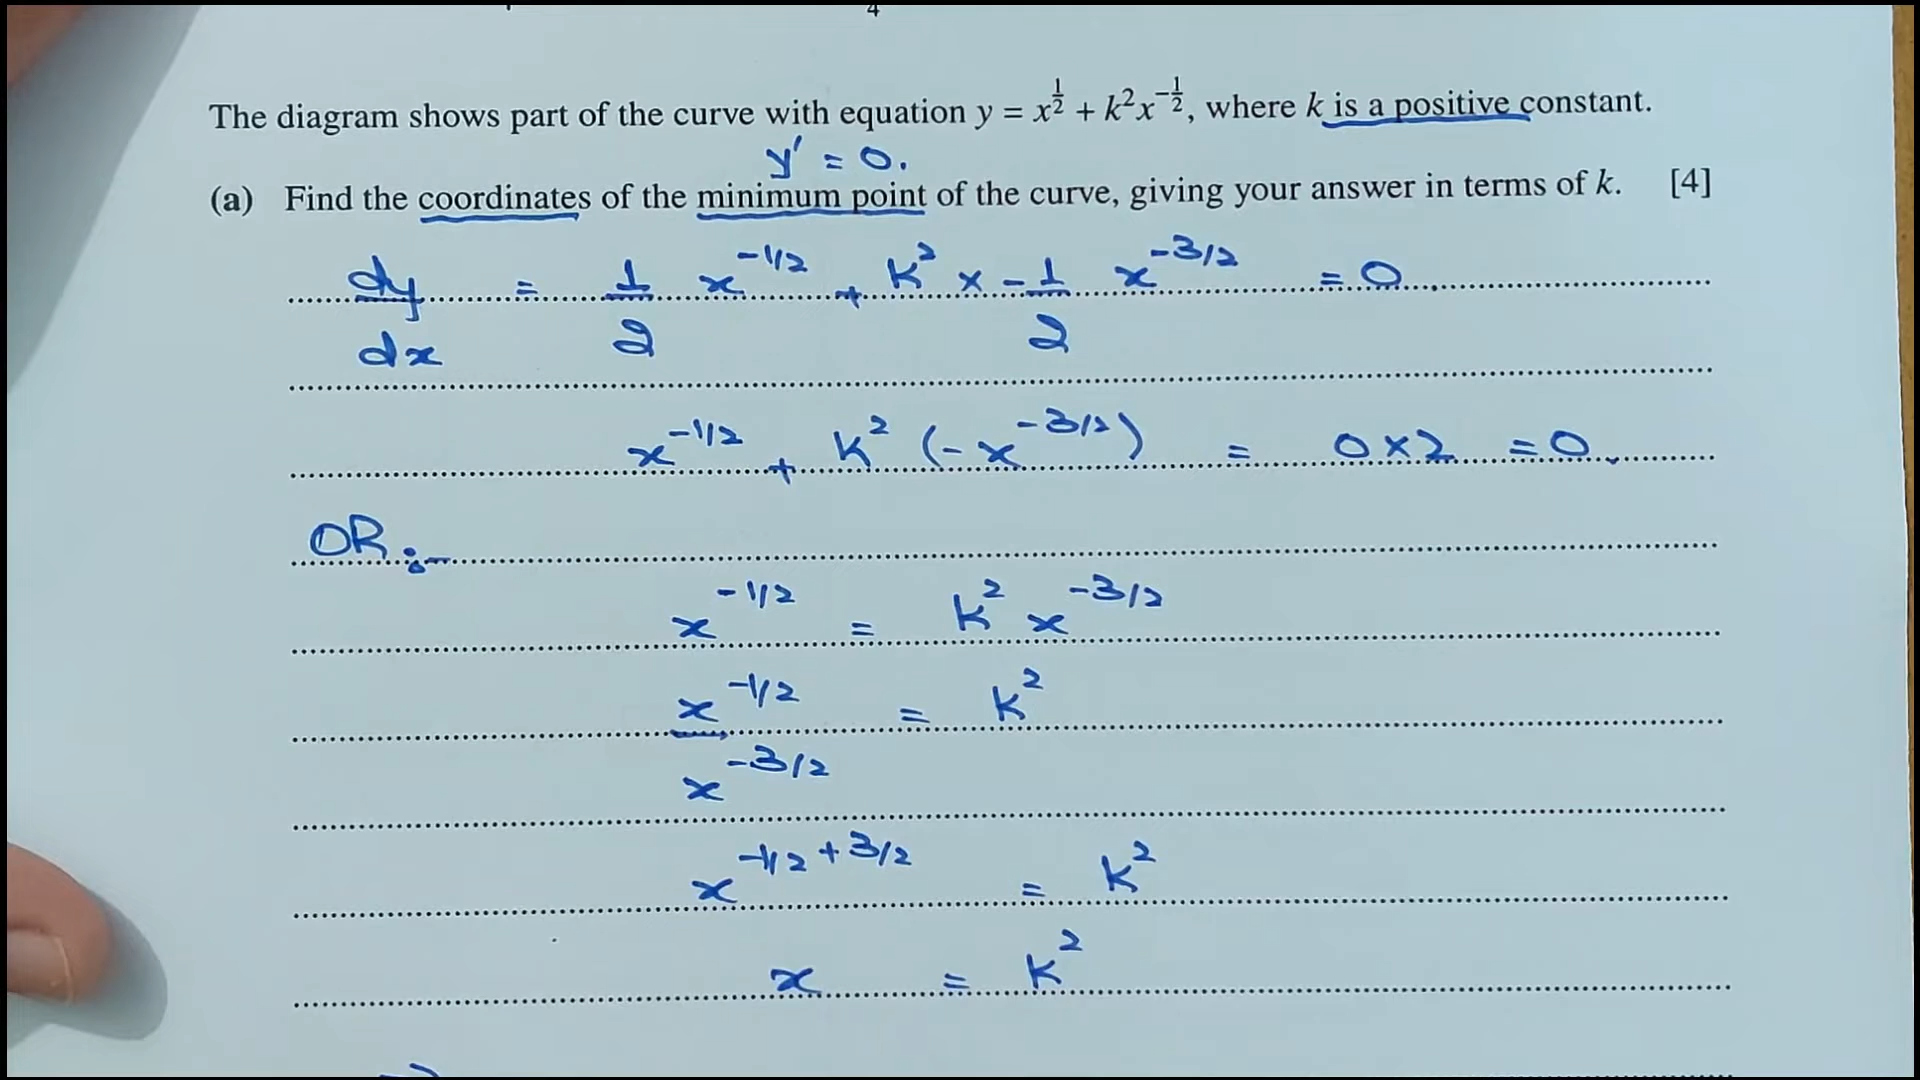 4
The diagram shows part of the curve with equation y = x^{1/2} + k²x^{-1/2}, where k is a positive constant.
y' = 0.
(a) Find the coordinates of the minimum point of the curve, giving your answer in terms of k. [4]
dy/dx = 1/2 x^{-1/2} + k² × -1/2 x^{-3/2} = 0.
x^{-1/2} + k² (-x^{-3/2}) = 0×2 = 0.
OR:-
x^{-1/2} = k² x^{-3/2}
x^{-1/2} / x^{-3/2} = k²
x^{-1/2 + 3/2} = k²
x = k²